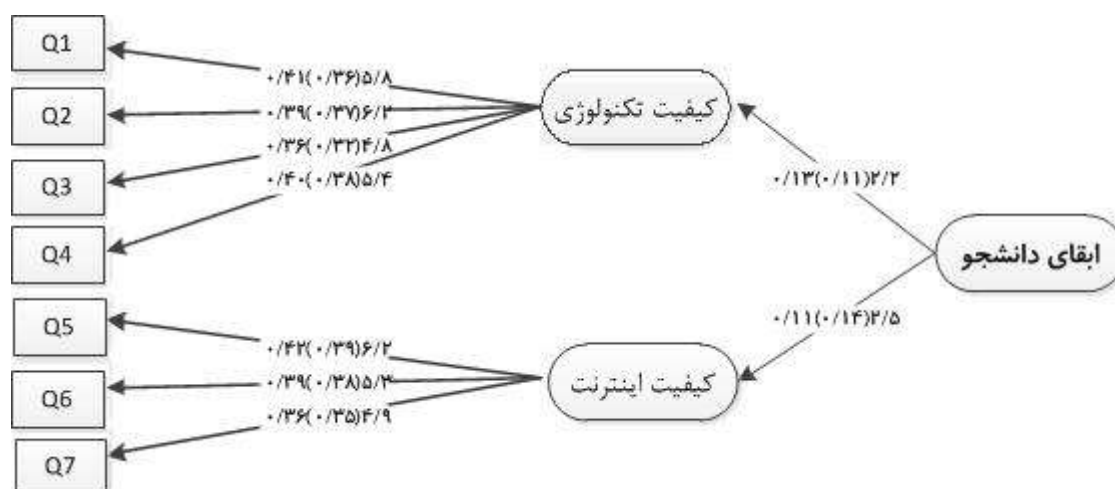 Q1
Q2
Q3
Q4
Q5
Q6
Q7
۰/۴۱(۰/۳۶)۵/۸
۰/۳۹(۰/۳۷)۶/۲
۰/۳۶(۰/۳۲)۴/۸
۰/۴۰(۰/۳۸)۵/۴
۰/۴۲(۰/۳۹)۶/۲
۰/۳۹(۰/۳۸)۵/۳
۰/۳۶(۰/۳۵)۴/۹
کیفیت تکنولوژی
کیفیت اینترنت
۰/۱۳(۰/۱۱)۲/۲
۰/۱۱(۰/۱۴)۲/۵
ابقای دانشجو